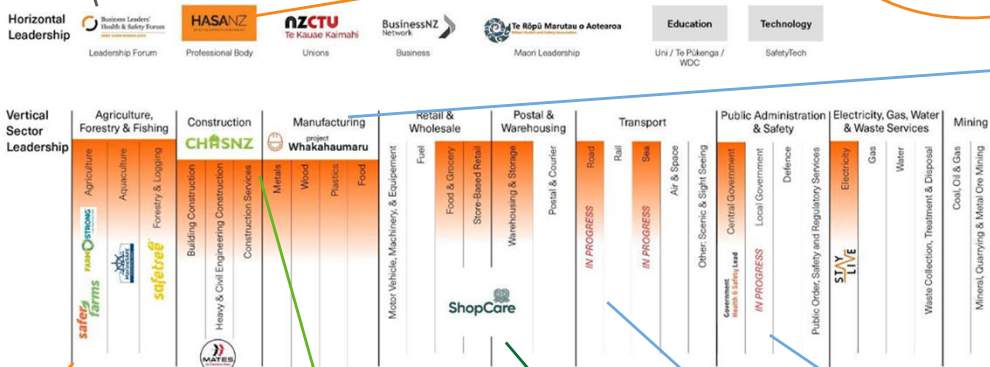 Horizontal
Leadership
Business Leaders'
Health & Safety Forum
HASANZ
NZCTU
Te Kauae Kaimahi
BusinessNZ
Network
Te Rōpū Marutau o Aotearoa
Education
Technology
Leadership Forum
Professional Body
Unions
Business
Maori Leadership
Uni / Te Pūkenga /
WDC
SafetyTech
Vertical
Sector
Leadership
Agriculture,
Forestry & Fishing
Construction
CHASNZ
Manufacturing
project
Whakahaumaru
Retail &
Wholesale
Postal &
Warehousing
Transport
Public Administration
& Safety
Electricity, Gas, Water
& Waste Services
Mining
Agriculture
Aquaculture
Forestry & Logging
Building Construction
Heavy & Civil Engineering Construction
Construction Services
Metals
Wood
Plastics
Food
Motor Vehicle, Machinery, & Equipement
Fuel
Food & Grocery
Store-Based Retail
Warehousing & Storage
Postal & Courier
Road
Rail
Sea
Air & Space
Other: Scenic & Sight Seeing
Central Government
Local Government
Defence
Public Order, Safety and Regulatory Services
Electricity
Gas
Water
Waste Collection, Treatment & Disposal
Coal, Oil & Gas
Mineral, Quarrying & Metal Ore Mining
FARMSTRONG
safer
farms
safetree
MATES
ShopCare
IN PROGRESS
IN PROGRESS
Government
Health & Safety Lead
IN PROGRESS
STAY
LIVE